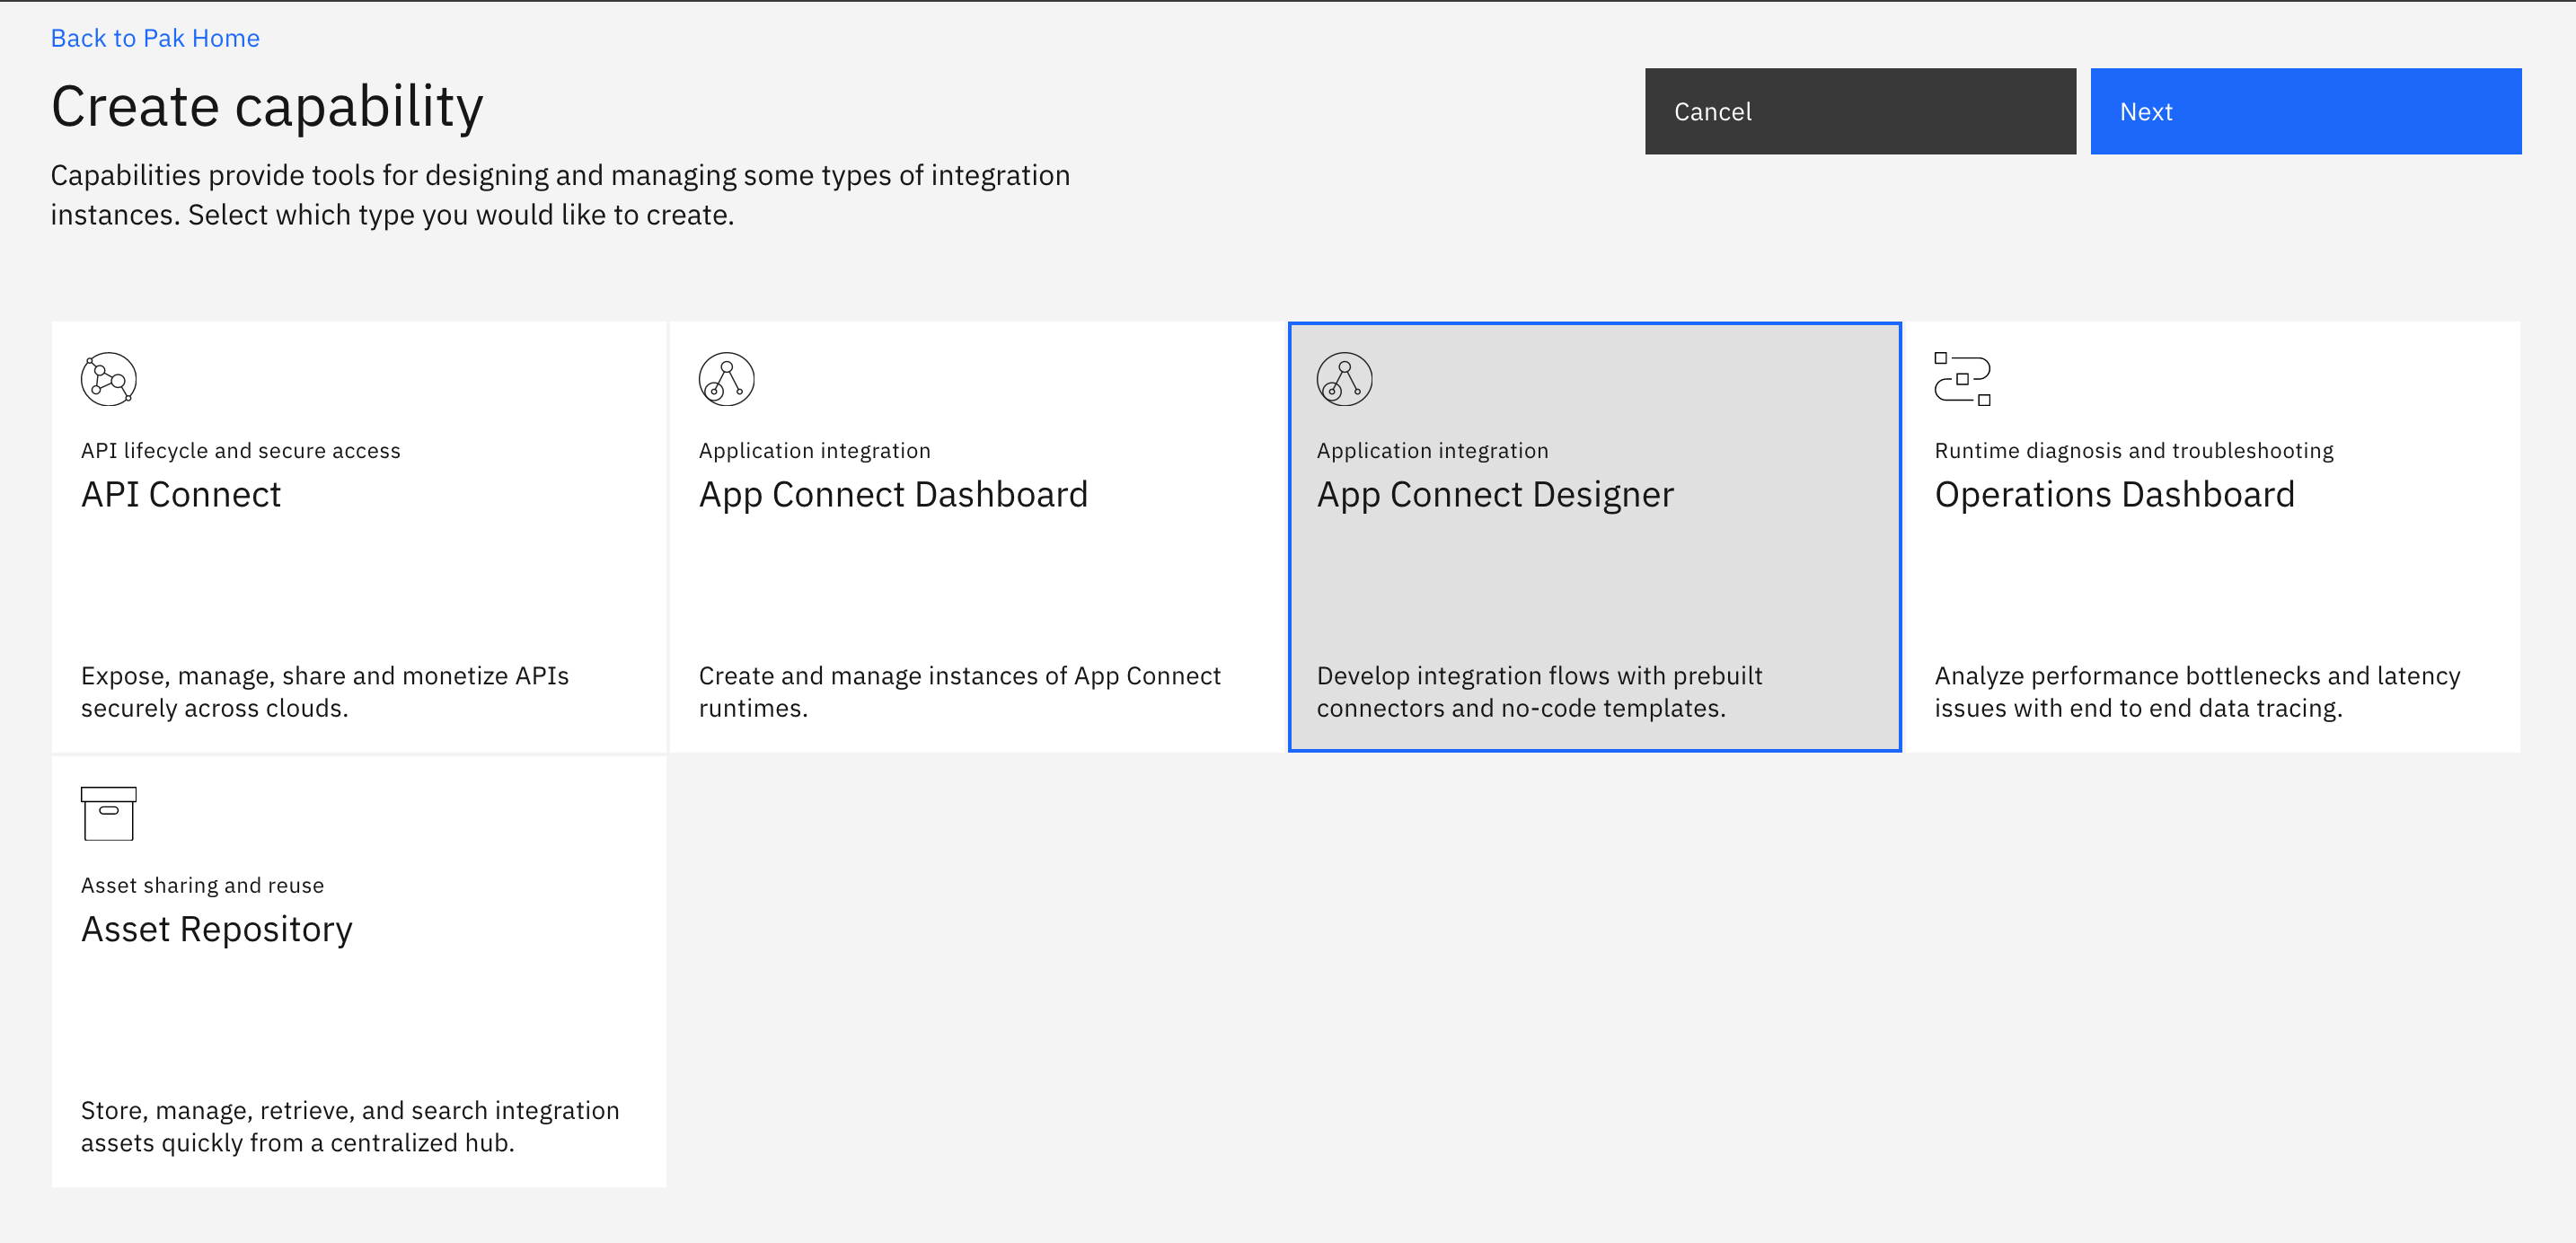 Back to Pak Home
Create capability
Cancel
Next
Capabilities provide tools for designing and managing some types of integration
instances. Select which type you would like to create.
API lifecycle and secure access
API Connect
Expose, manage, share and monetize APIs
securely across clouds.
Application integration
App Connect Dashboard
Create and manage instances of App Connect
runtimes.
Application integration
App Connect Designer
Develop integration flows with prebuilt
connectors and no-code templates.
Runtime diagnosis and troubleshooting
Operations Dashboard
Analyze performance bottlenecks and latency
issues with end to end data tracing.
Asset sharing and reuse
Asset Repository
Store, manage, retrieve, and search integration
assets quickly from a centralized hub.